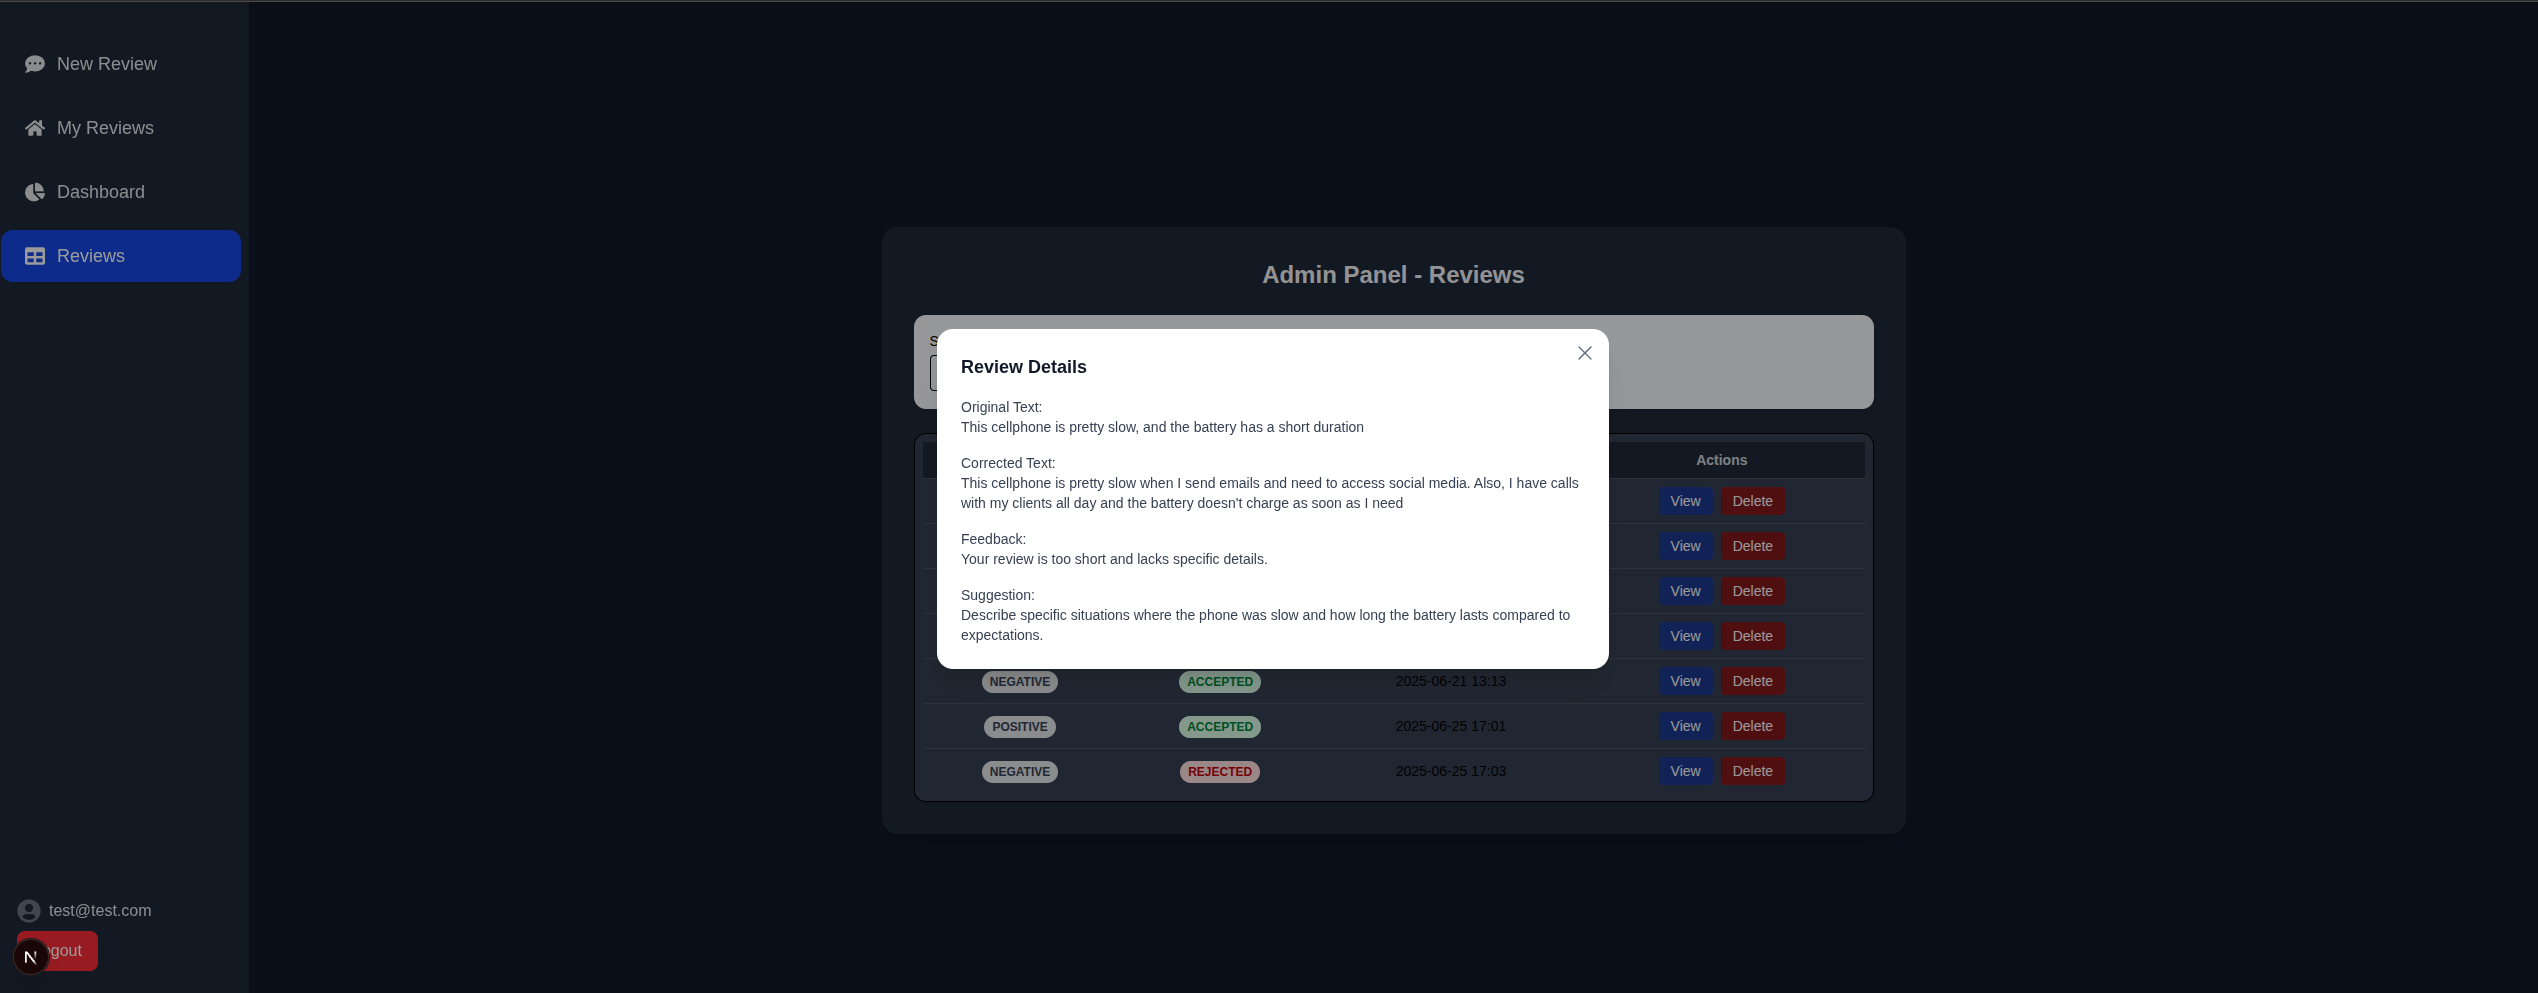 New Review
My Reviews
Dashboard
Reviews
test@test.com
Admin Panel - Reviews
Review Details
Original Text:
This cellphone is pretty slow, and the battery has a short duration
Corrected Text:
This cellphone is pretty slow when I send emails and need to access social media. Also, I have calls
with my clients all day and the battery doesn't charge as soon as I need
Feedback:
Your review is too short and lacks specific details.
Suggestion:
Describe specific situations where the phone was slow and how long the battery lasts compared to
expectations.
Actions
View Delete
View Delete
View Delete
View Delete
NEGATIVE ACCEPTED 2025-06-21 13:13 View Delete
POSITIVE ACCEPTED 2025-06-25 17:01 View Delete
NEGATIVE REJECTED 2025-06-25 17:03 View Delete